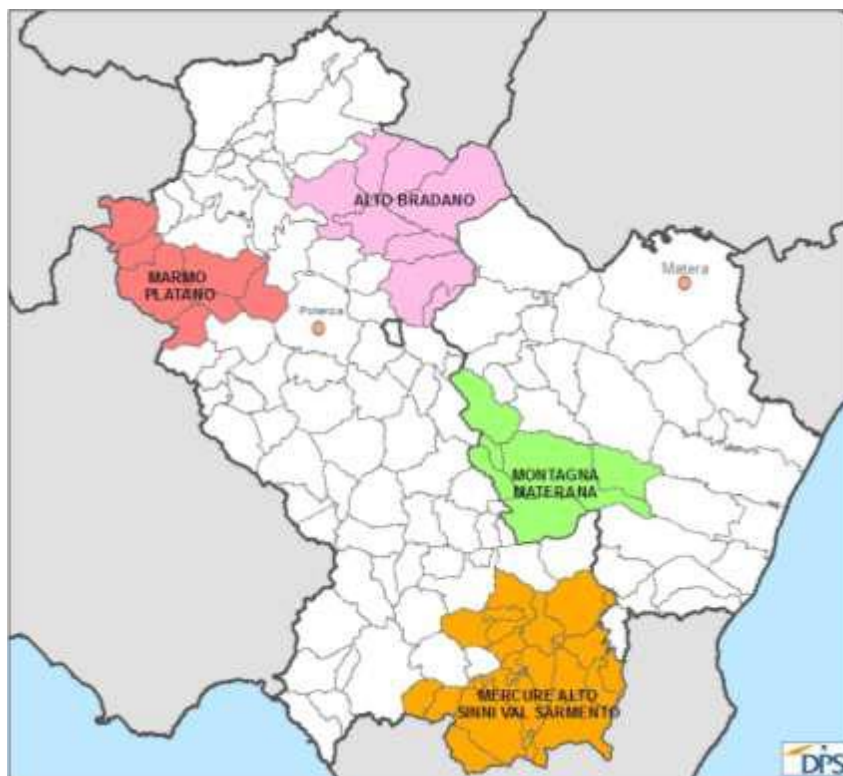 ALTO BRADANO
MARMO
PLATANO
Matera
Potenza
MONTAGNA
MATERANA
MERCURE ALTO
SINNI VAL SARMENTO
DPS